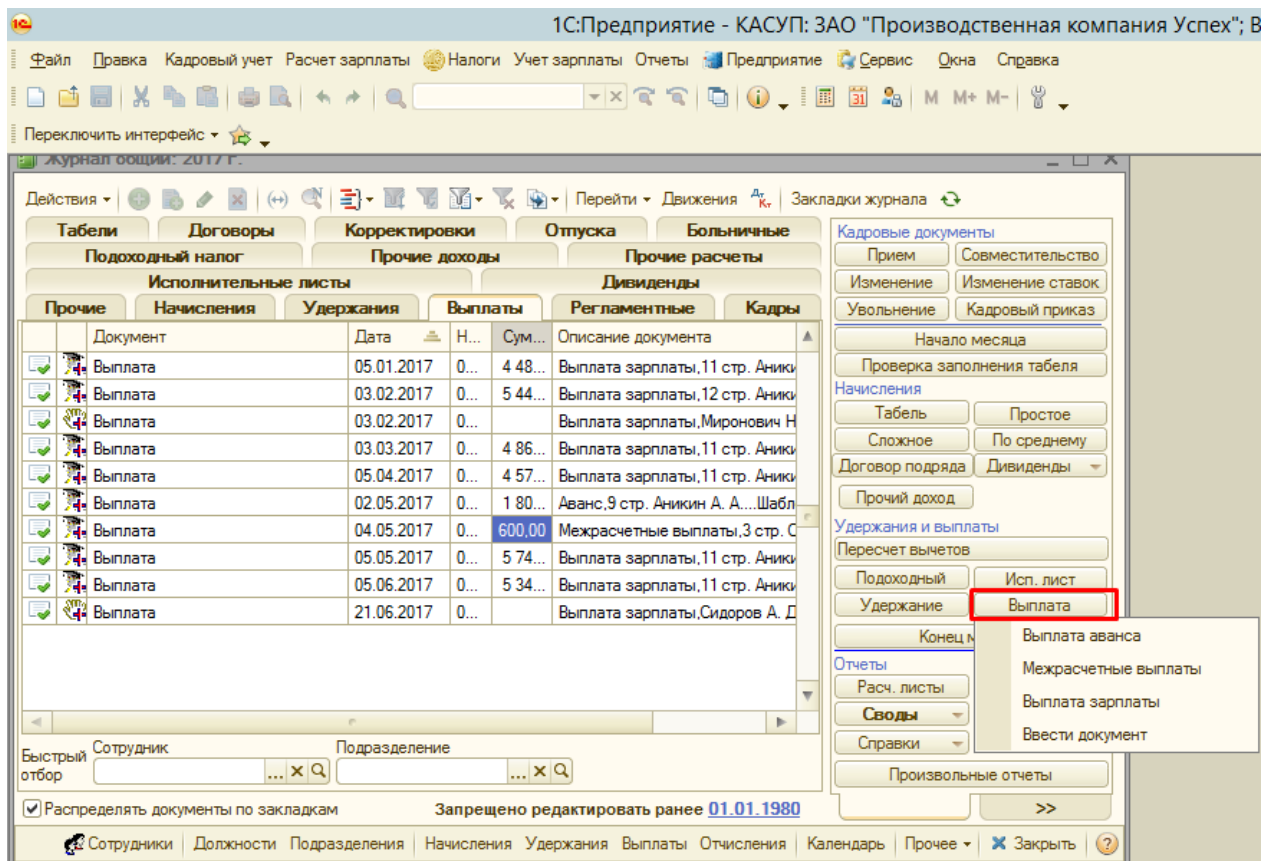 1С:Предприятие - КАСУП: ЗАО "Производственная компания Успех"; В
Файл Правка Кадровый учет Расчет зарплаты Налоги Учет зарплаты Отчеты Предприятие Сервис Окна Справка
M M+ M-
Переключить интерфейс
Журнал общий: 2017 г.
Действия Перейти Движения Дт Кт Закладки журнала
Табели Договоры Корректировки Отпуска Больничные
Подоходный налог Прочие доходы Прочие расчеты
Исполнительные листы Дивиденды
Прочие Начисления Удержания Выплаты Регламентные Кадры
Документ Дата Н... Сум... Описание документа
Выплата 05.01.2017 0... 4 48... Выплата зарплаты,11 стр. Аники
Выплата 03.02.2017 0... 5 44... Выплата зарплаты,12 стр. Аники
Выплата 03.02.2017 0... Выплата зарплаты,Миронович Н
Выплата 03.03.2017 0... 4 86... Выплата зарплаты,11 стр. Аники
Выплата 05.04.2017 0... 4 57... Выплата зарплаты,11 стр. Аники
Выплата 02.05.2017 0... 1 80... Аванс,9 стр. Аникин А. А....Шабл
Выплата 04.05.2017 0... 600,00 Межрасчетные выплаты,3 стр. С
Выплата 05.05.2017 0... 5 74... Выплата зарплаты,11 стр. Аники
Выплата 05.06.2017 0... 5 34... Выплата зарплаты,11 стр. Аники
Выплата 21.06.2017 0... Выплата зарплаты,Сидоров А. Д
Быстрый отбор
Сотрудник ... Подразделение ...
Распределять документы по закладкам Запрещено редактировать ранее 01.01.1980
Кадровые документы
Прием Совместительство
Изменение Изменение ставок
Увольнение Кадровый приказ
Начало месяца
Проверка заполнения табеля
Начисления
Табель Простое
Сложное По среднему
Договор подряда Дивиденды
Прочий доход
Удержания и выплаты
Пересчет вычетов
Подоходный Исп. лист
Удержание Выплата
Конец м
Выплата аванса
Межрасчетные выплаты
Выплата зарплаты
Ввести документ
Отчеты
Расч. листы
Своды
Справки
Произвольные отчеты
>>
Сотрудники Должности Подразделения Начисления Удержания Выплаты Отчисления Календарь Прочее Закрыть ?